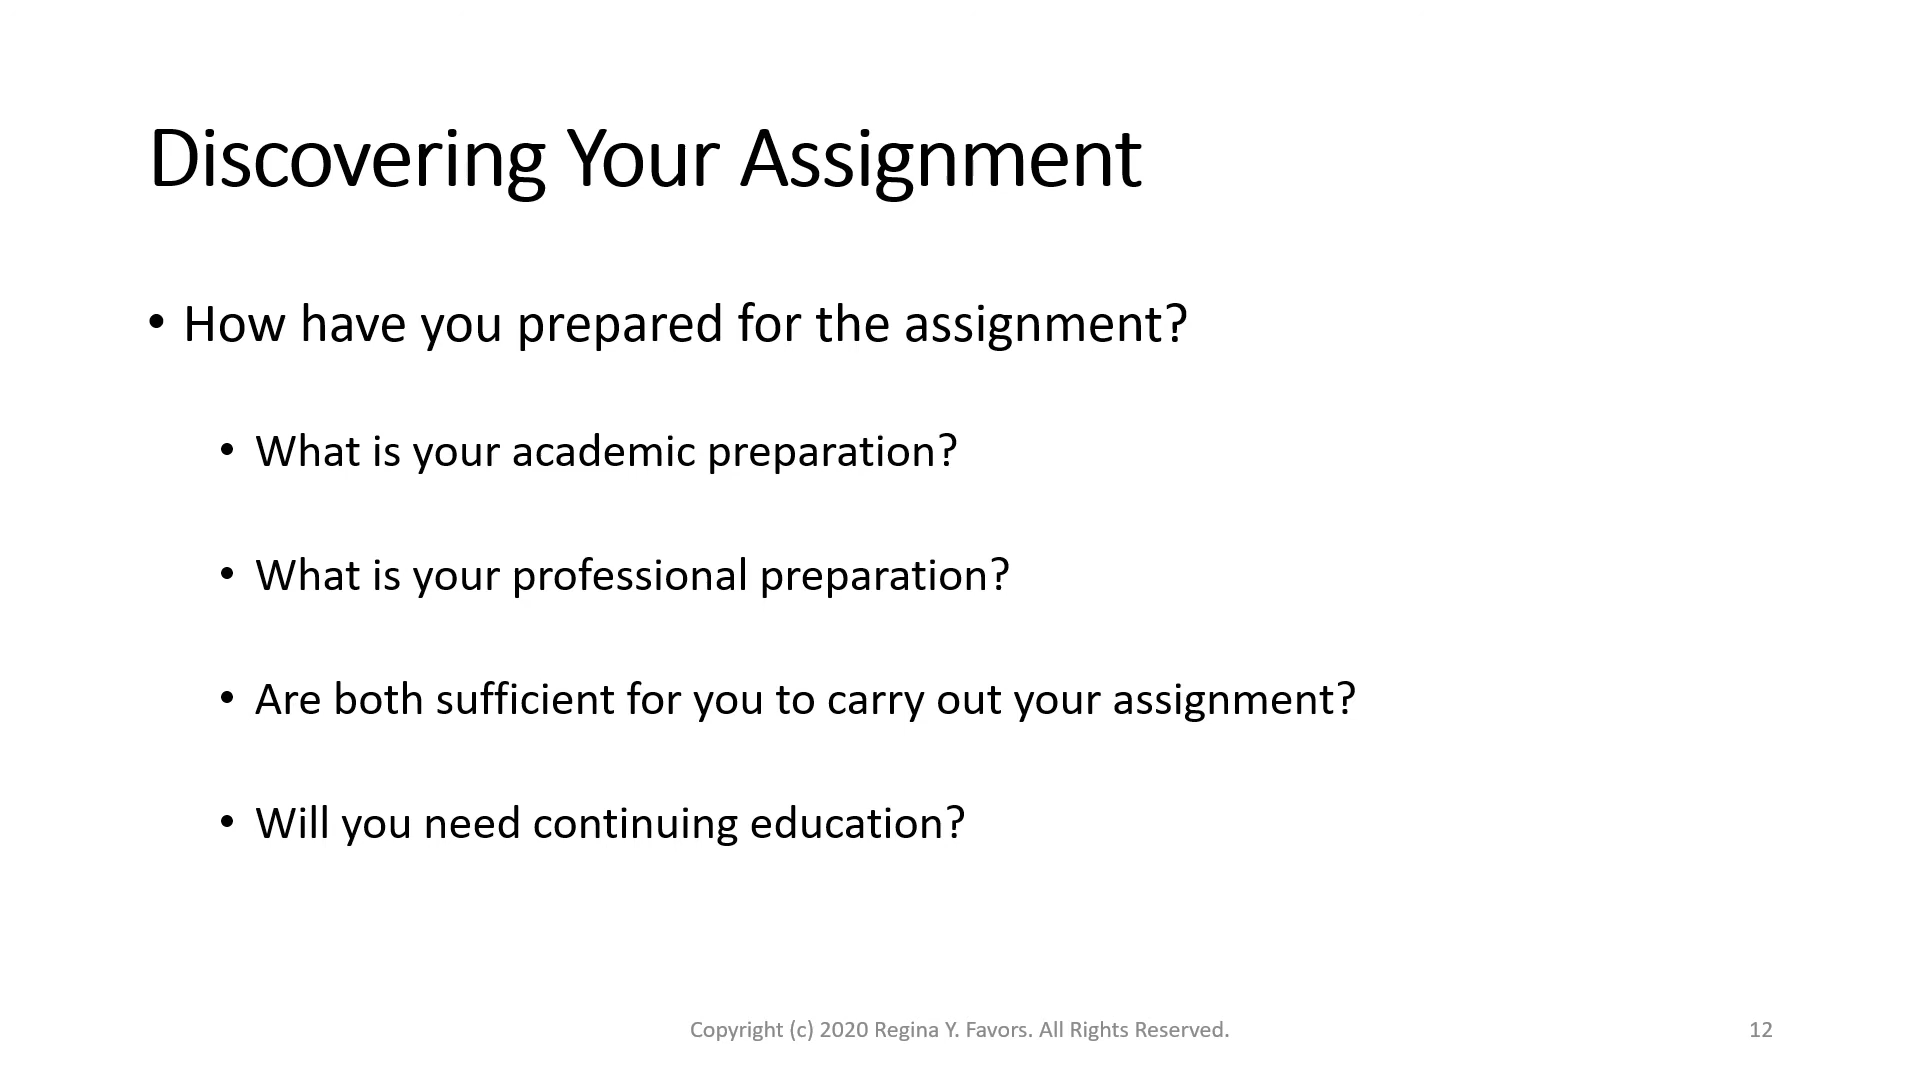 Discovering Your Assignment
• How have you prepared for the assignment?
• What is your academic preparation?
• What is your professional preparation?
• Are both sufficient for you to carry out your assignment?
• Will you need continuing education?
Copyright (c) 2020 Regina Y. Favors. All Rights Reserved.
12